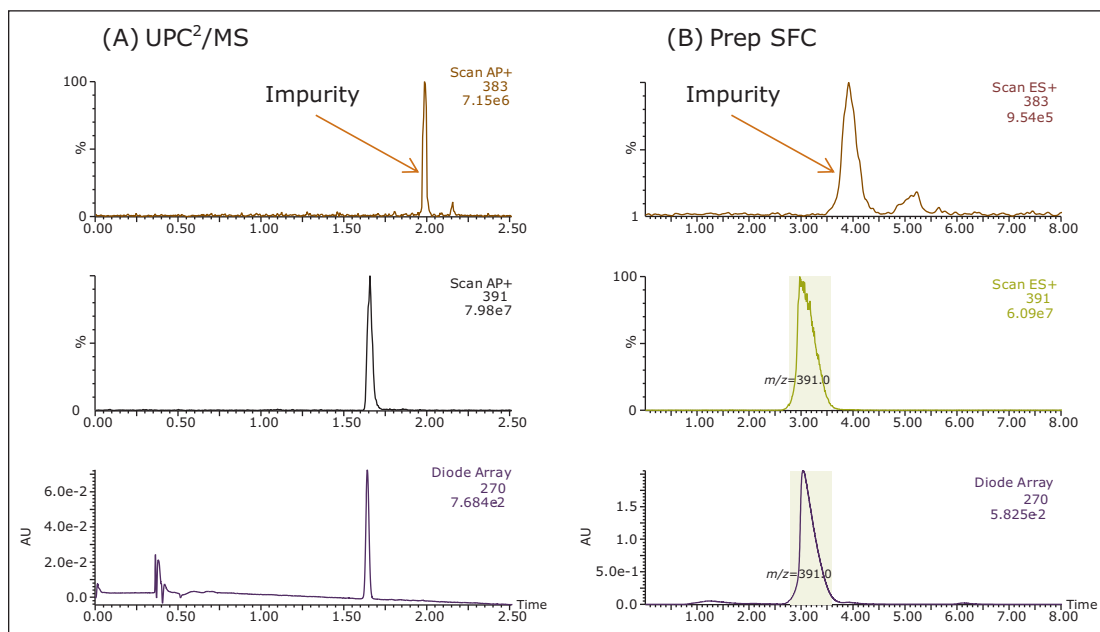 (A) UPC²/MS
Scan AP+
383
7.15e6
100
Impurity
%
0
0.00 0.50 1.00 1.50 2.00 2.50
Scan AP+
391
7.98e7
%
0
0.00 0.50 1.00 1.50 2.00 2.50
Diode Array
270
7.684e2
6.0e-2
4.0e-2
AU
2.0e-2
0.0
0.00 0.50 1.00 1.50 2.00 2.50 Time
(B) Prep SFC
Scan ES+
383
9.54e5
Impurity
%
1
1.00 2.00 3.00 4.00 5.00 6.00 7.00 8.00
100
Scan ES+
391
6.09e7
%
m/z=391.0
0
1.00 2.00 3.00 4.00 5.00 6.00 7.00 8.00
Diode Array
270
5.825e-2
1.5
1.0
AU
5.0e-1
m/z=391.0
0.0
1.00 2.00 3.00 4.00 5.00 6.00 7.00 8.00 Time